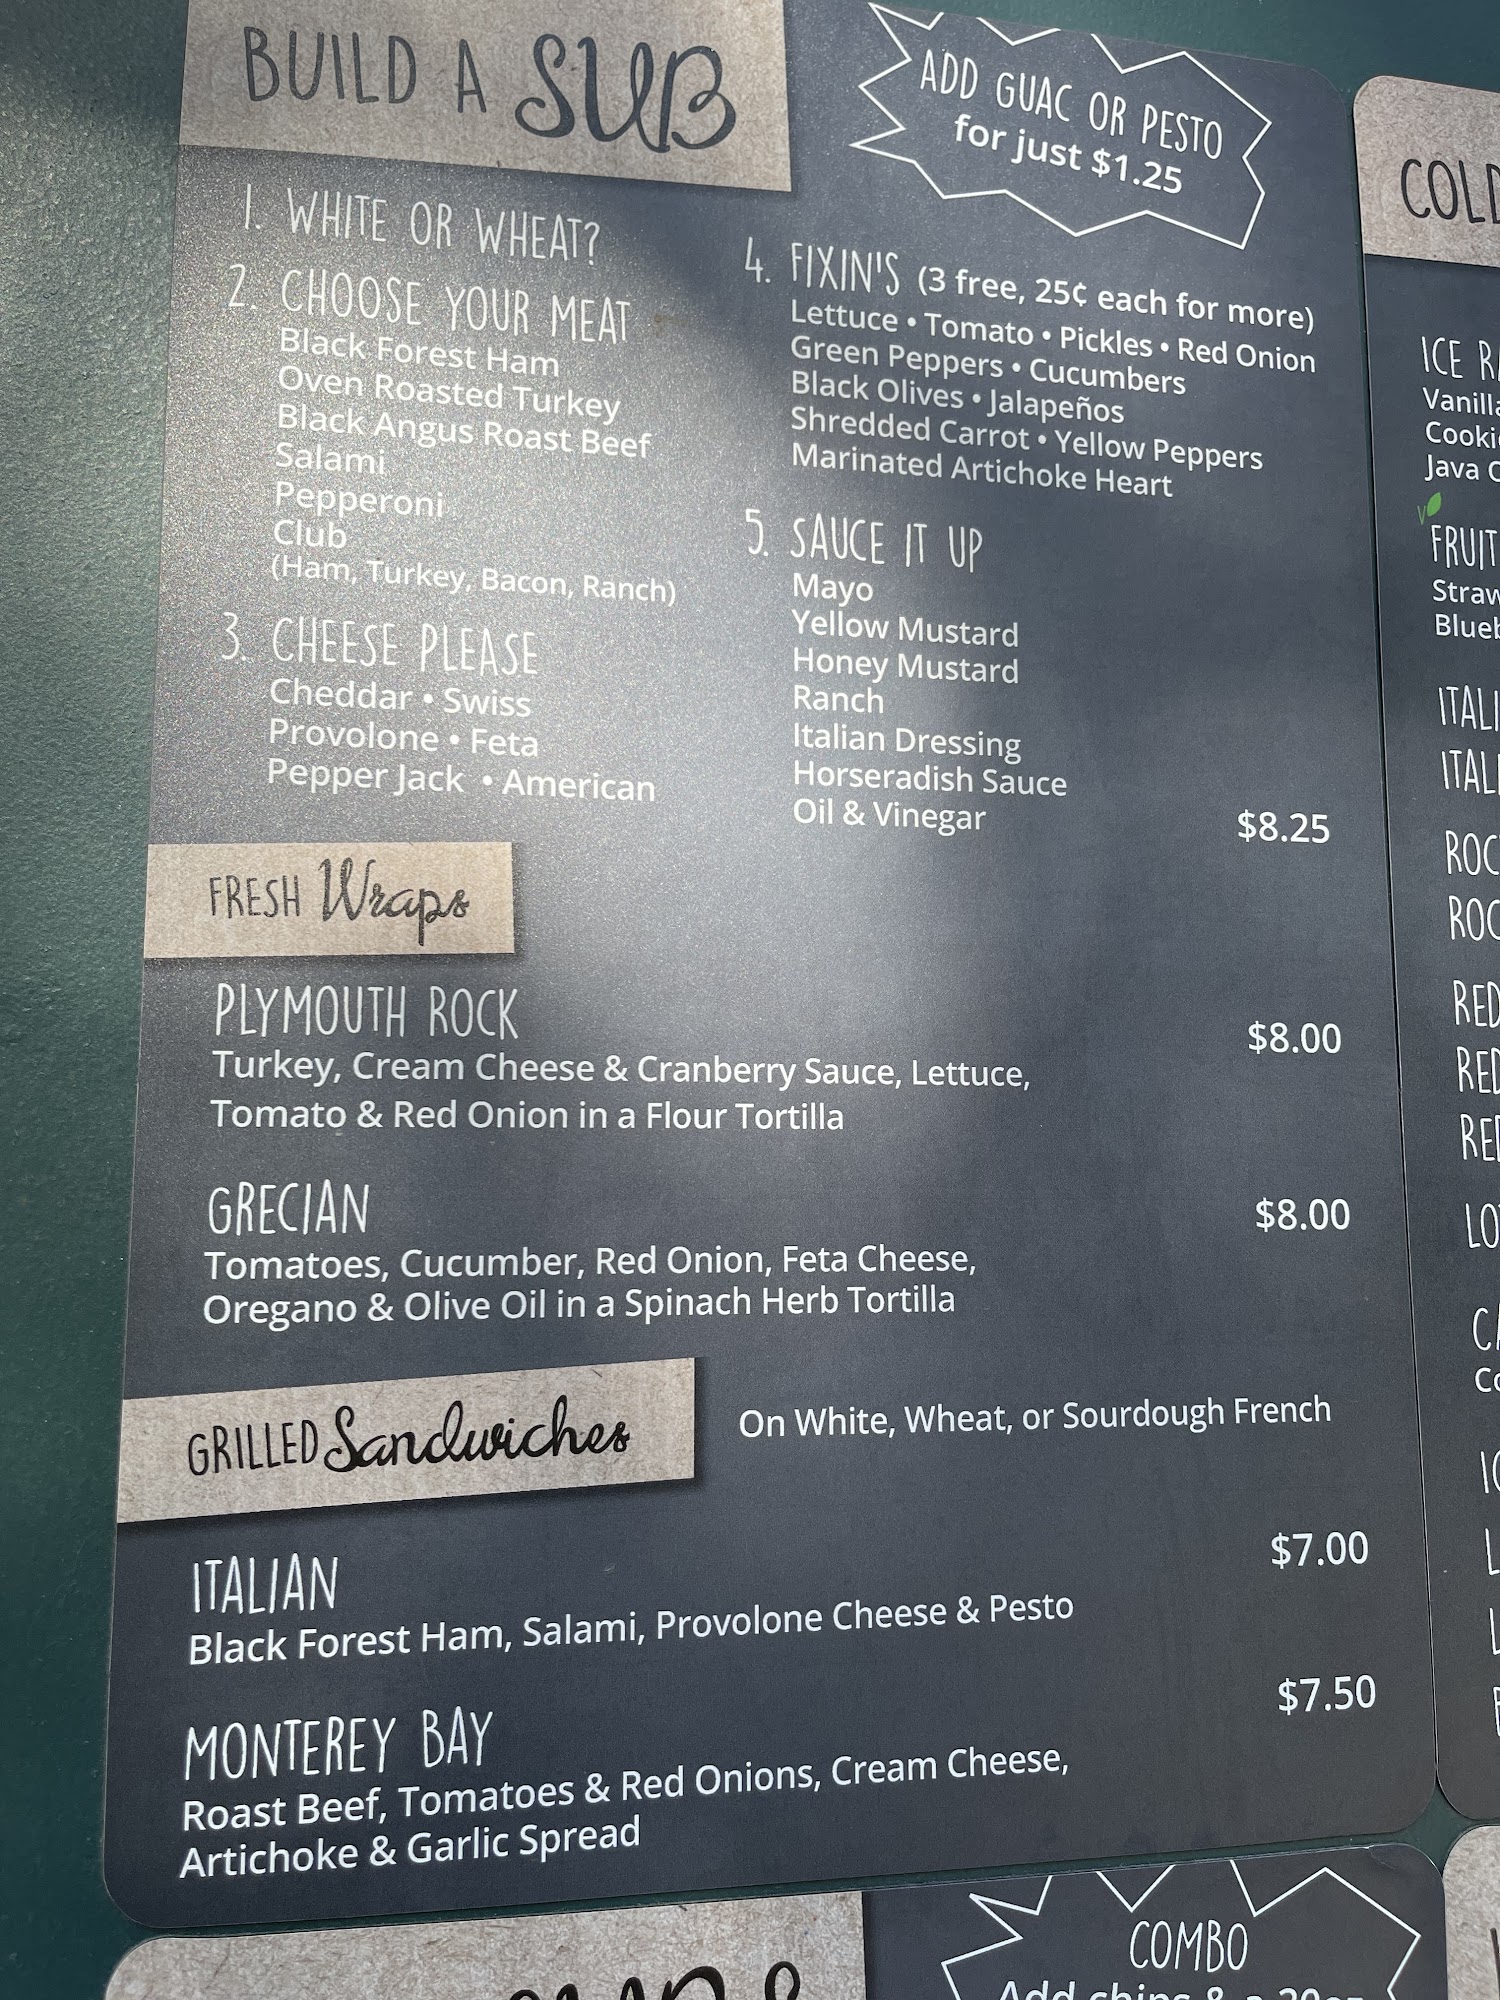 BUILD A SUB
ADD GUAC OR PESTO
for just $1.25
1. WHITE OR WHEAT?
2. CHOOSE YOUR MEAT
Black Forest Ham
Oven Roasted Turkey
Black Angus Roast Beef
Salami
Pepperoni
Club
(Ham, Turkey, Bacon, Ranch)
3. CHEESE PLEASE
Cheddar • Swiss
Provolone • Feta
Pepper Jack • American
4. FIXIN'S (3 free, 25¢ each for more)
Lettuce • Tomato • Pickles • Red Onion
Green Peppers • Cucumbers
Black Olives • Jalapeños
Shredded Carrot • Yellow Peppers
Marinated Artichoke Heart
5. SAUCE IT UP
Mayo
Yellow Mustard
Honey Mustard
Ranch
Italian Dressing
Horseradish Sauce
Oil & Vinegar
$8.25
FRESH Wraps
PLYMOUTH ROCK
$8.00
Turkey, Cream Cheese & Cranberry Sauce, Lettuce,
Tomato & Red Onion in a Flour Tortilla
GRECIAN
$8.00
Tomatoes, Cucumber, Red Onion, Feta Cheese,
Oregano & Olive Oil in a Spinach Herb Tortilla
GRILLED Sandwiches
On White, Wheat, or Sourdough French
ITALIAN
$7.00
Black Forest Ham, Salami, Provolone Cheese & Pesto
MONTEREY BAY
$7.50
Roast Beef, Tomatoes & Red Onions, Cream Cheese,
Artichoke & Garlic Spread
COMBO
Add chips & a 20oz
COLD
ICE
Vanilla
Java
FRUIT